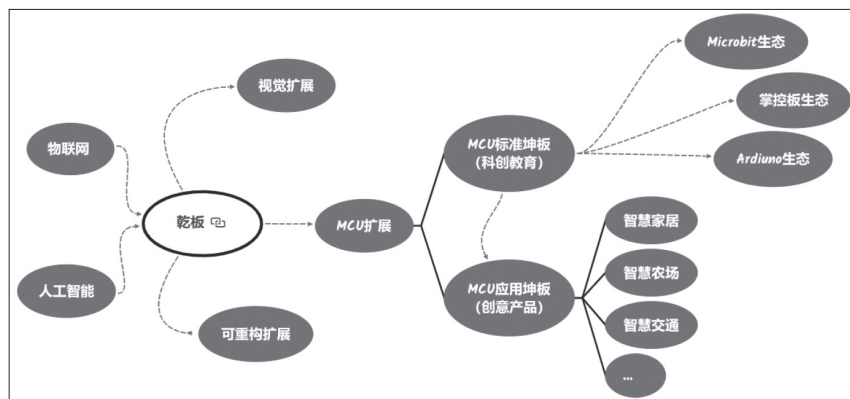 Microbit生态
视觉扩展
掌控板生态
物联网
MCU标准坤板
(科创教育)
Ardiuno生态
乾板
MCU扩展
智慧家居
人工智能
MCU应用坤板
(创意产品)
智慧农场
可重构扩展
智慧交通
...